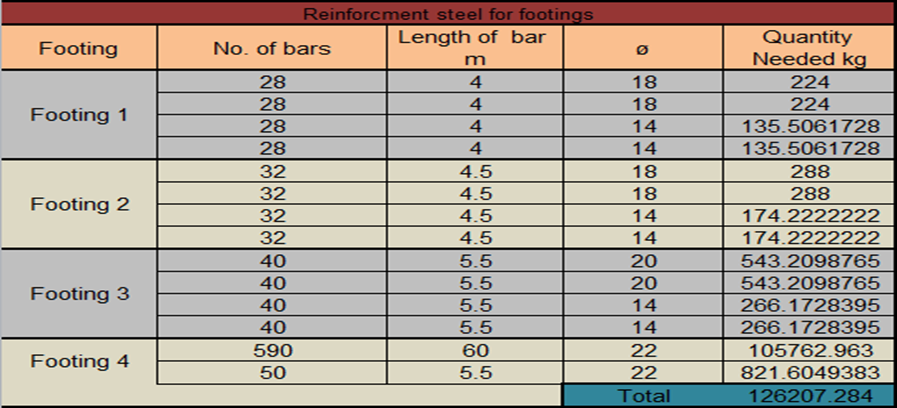 Reinforcment steel for footings
Footing No. of bars Length of bar m ø Quantity Needed kg
Footing 1
28 4 18 224
28 4 18 224
28 4 14 135.5061728
28 4 14 135.5061728
Footing 2
32 4.5 18 288
32 4.5 18 288
32 4.5 14 174.2222222
32 4.5 14 174.2222222
Footing 3
40 5.5 20 543.2098765
40 5.5 20 543.2098765
40 5.5 14 266.1728395
40 5.5 14 266.1728395
Footing 4
590 60 22 105762.963
50 5.5 22 821.6049383
Total 126207.284